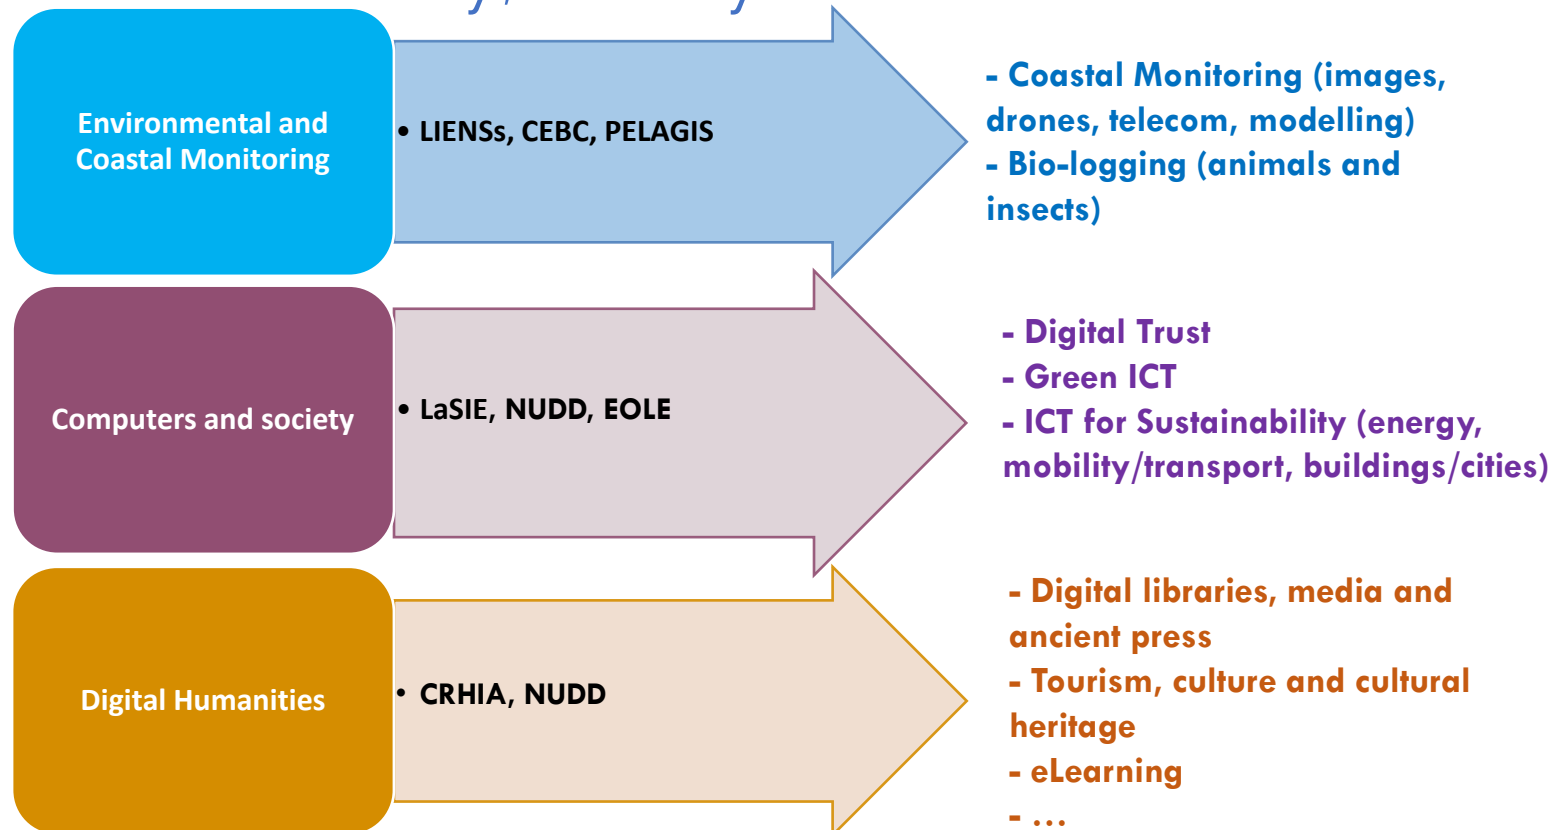 Environmental and
Coastal Monitoring
• LIENSs, CEBC, PELAGIS
- Coastal Monitoring (images,
drones, telecom, modelling)
- Bio-logging (animals and
insects)
Computers and society
• LaSIE, NUDD, EOLE
- Digital Trust
- Green ICT
- ICT for Sustainability (energy,
mobility/transport, buildings/cities)
Digital Humanities
• CRHIA, NUDD
- Digital libraries, media and
ancient press
- Tourism, culture and cultural
heritage
- eLearning
- ...